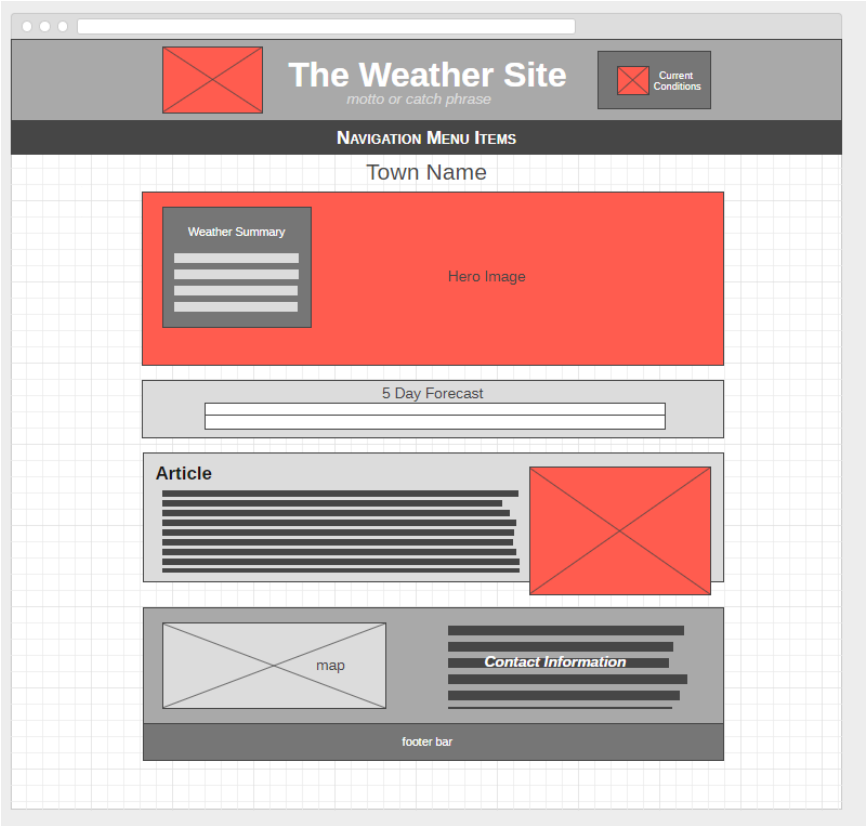 The Weather Site
motto or catch phrase
Current
Conditions
Navigation Menu Items
Town Name
Weather Summary
Hero Image
5 Day Forecast
Article
map
Contact Information
footer bar